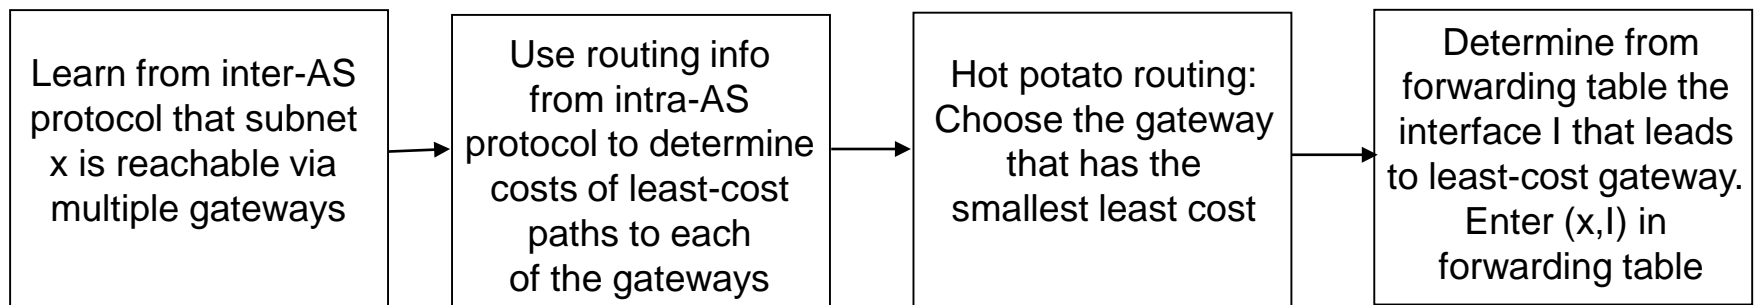 Learn from inter-AS
protocol that subnet
x is reachable via
multiple gateways
Use routing info
from intra-AS
protocol to determine
costs of least-cost
paths to each
of the gateways
Hot potato routing:
Choose the gateway
that has the
smallest least cost
Determine from
forwarding table the
interface I that leads
to least-cost gateway.
Enter (x,I) in
forwarding table